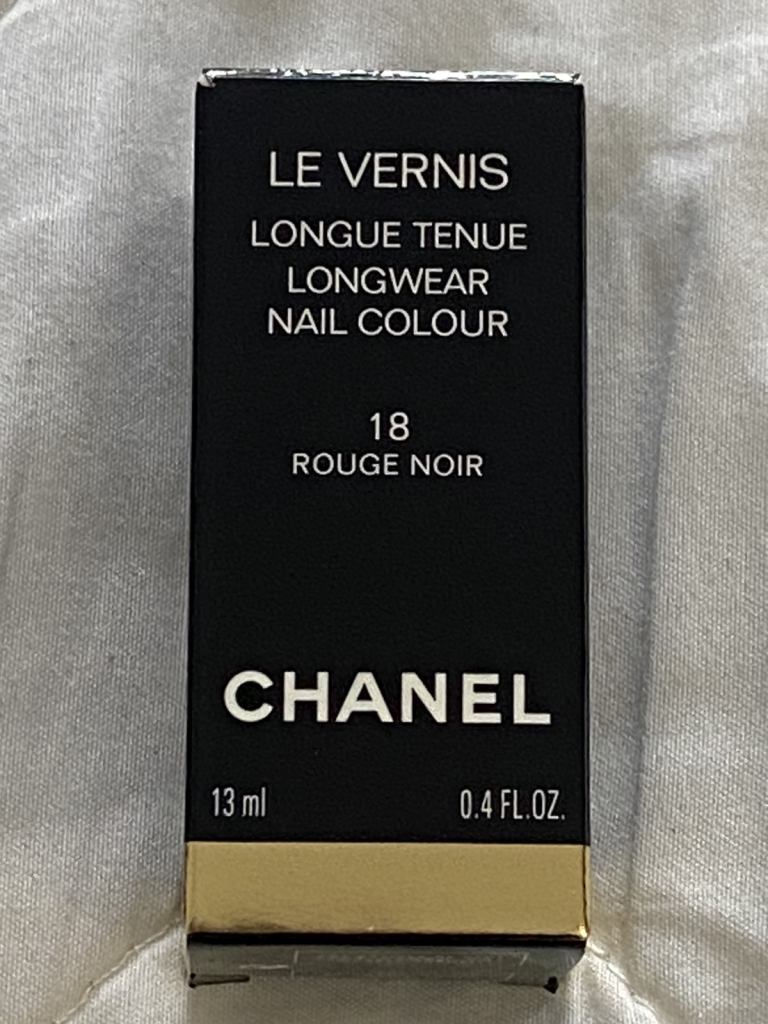 LE VERNIS
LONGUE TENUE
LONGWEAR
NAIL COLOUR
18
ROUGE NOIR
CHANEL
13 ml 0.4 FL.OZ.